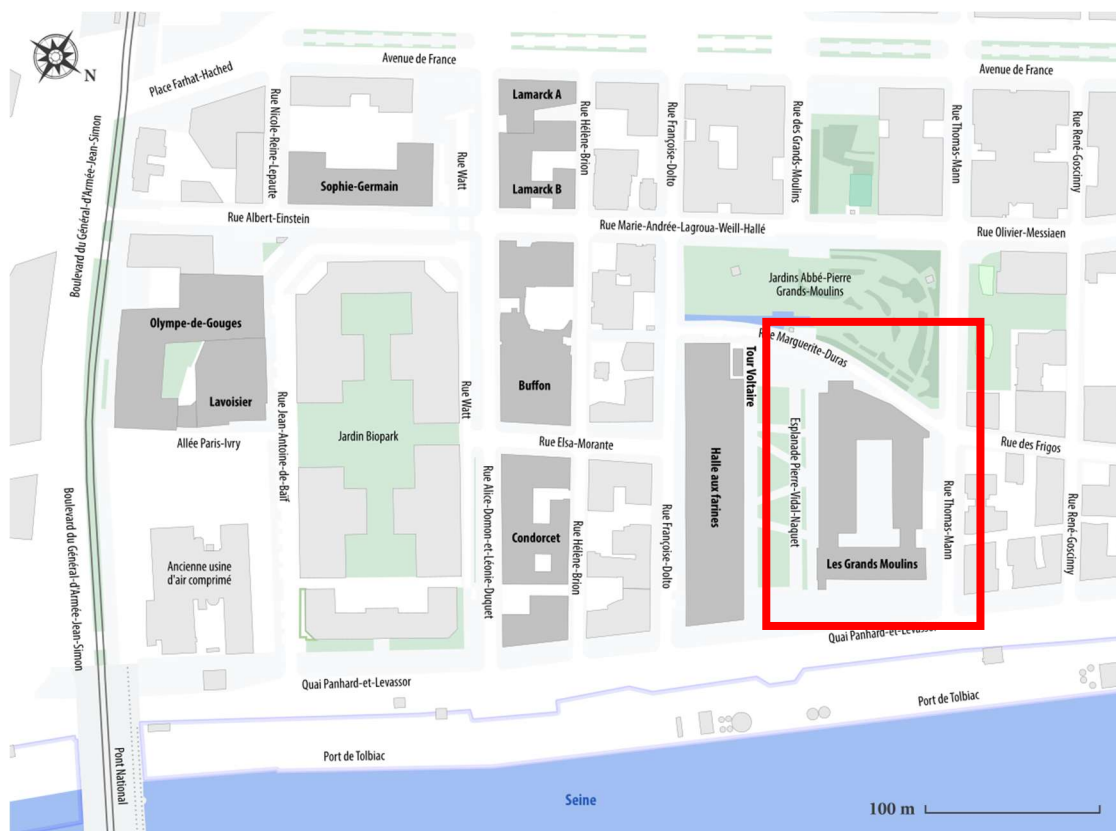 Avenue de France
Avenue de France
Place Farhat-Hached
N
Boulevard du Général-d'Armée-Jean-Simon
Rue Nicole-Reine-Lepaute
Sophie-Germain
Rue Watt
Lamarck A
Lamarck B
Rue Hélène-Brion
Rue Françoise-Dolto
Rue des Grands-Moulins
Rue Thomas-Mann
Rue René-Goscinny
Rue Albert-Einstein
Rue Marie-Andrée-Lagroua-Weill-Hallé
Rue Olivier-Messiaen
Jardins Abbé-Pierre
Grands-Moulins
Olympe-de-Gouges
Lavoisier
Allée Paris-Ivry
Rue Jean-Antoine-de-Baïf
Jardin Biopark
Rue Watt
Buffon
Rue Marguerite-Duras
Tour Voltaire
Rue Elsa-Morante
Halle aux farines
Esplanade Pierre-Vidal-Naquet
Rue des Frigos
Boulevard du Général-d'Armée-Jean-Simon
Ancienne usine
d'air comprimé
Rue Alice-Domon-et-Léonie-Duquet
Condorcet
Rue Hélène-Brion
Rue Françoise-Dolto
Les Grands Moulins
Rue Thomas-Mann
Rue René-Goscinny
Quai Panhard-et-Levassor
Quai Panhard-et-Levassor
Port de Tolbiac
Port de Tolbiac
Pont National
Seine
100 m